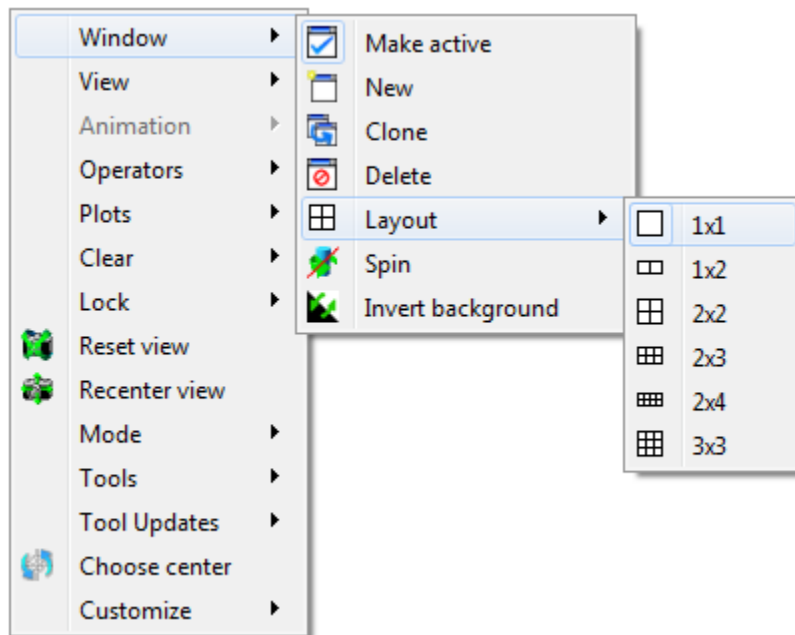 Window
View
Animation
Operators
Plots
Clear
Lock
Reset view
Recenter view
Mode
Tools
Tool Updates
Choose center
Customize
Make active
New
Clone
Delete
Layout
Spin
Invert background
1x1
1x2
2x2
2x3
2x4
3x3